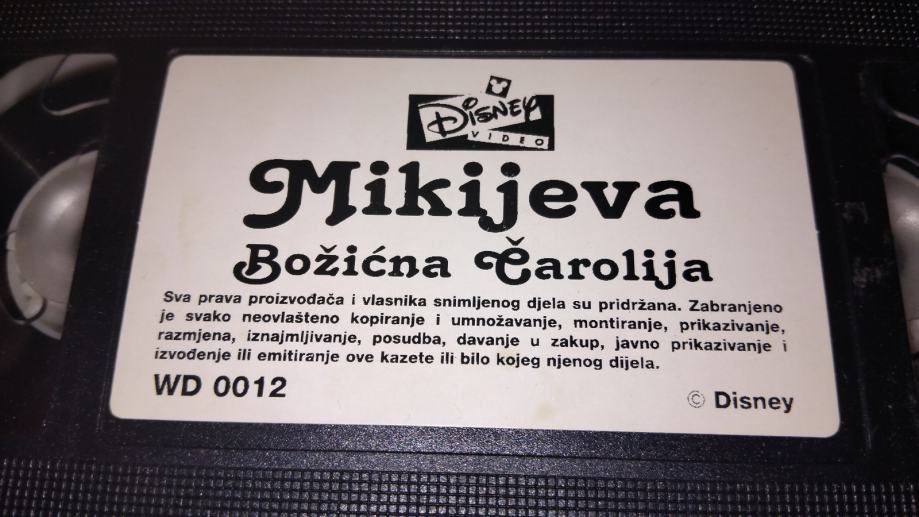 Disney
VIDEO
Mikijeva
Božićna Čarolija
Sva prava proizvođača i vlasnika snimljenog djela su pridržana. Zabranjeno
je svako neovlašteno kopiranje i umnožavanje, montiranje, prikazivanje,
razmjena, iznajmljivanje, posudba, davanje u zakup, javno prikazivanje i
izvođenje ili emitiranje ove kazete ili bilo kojeg njenog dijela.
WD 0012
© Disney